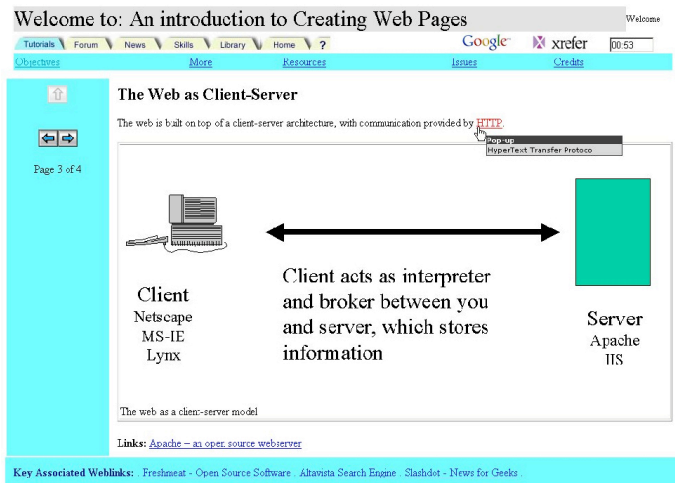 Welcome to: An introduction to Creating Web Pages
Welcome
Tutorials Forum News Skills Library Home ?
Google xrefer 00:53
Objectives More Resources Issues Credits
The Web as Client-Server
The web is built on top of a client-server architecture, with communication provided by HTTP.
Pop-up
HyperText Transfer Protoco
Page 3 of 4
Client acts as interpreter
and broker between you
and server, which stores
information
Client
Netscape
MS-IE
Lynx
Server
Apache
IIS
The web as a client-server model
Links: Apache – an open source webserver
Key Associated Weblinks: . Freshmeat - Open Source Software . Altavista Search Engine . Slashdot - News for Geeks .